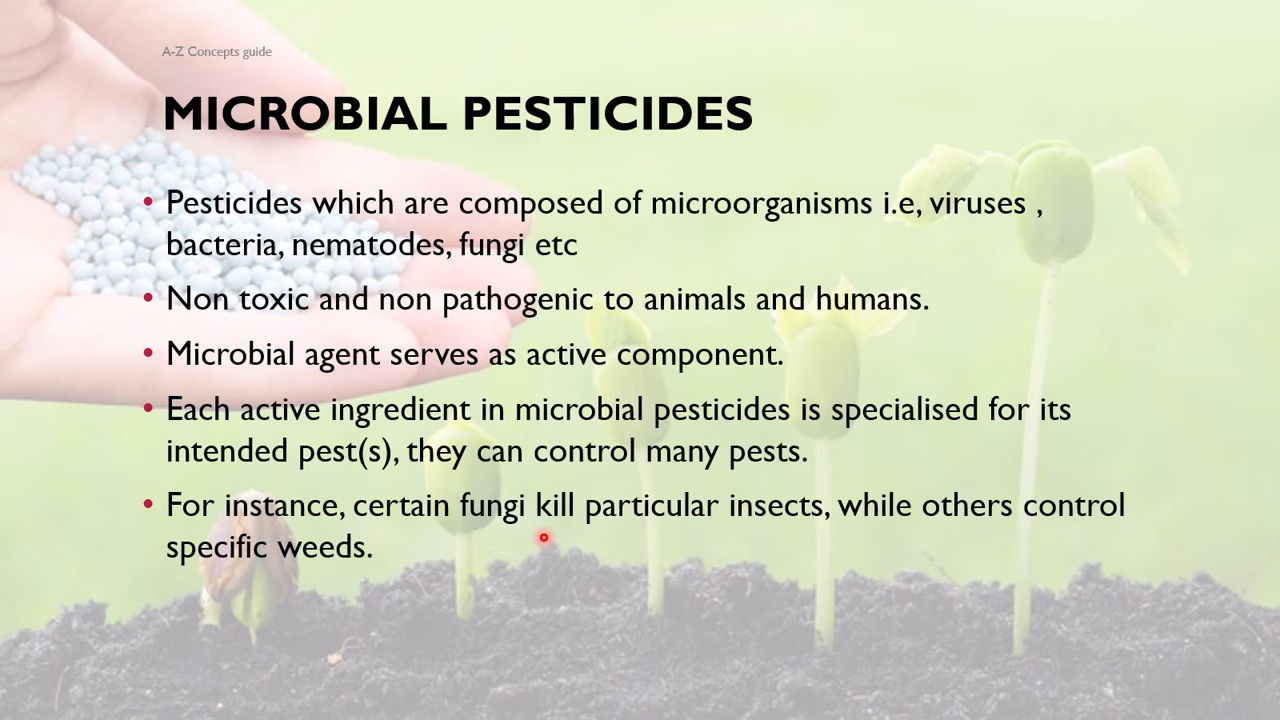 A-Z Concepts guide
MICROBIAL PESTICIDES
• Pesticides which are composed of microorganisms i.e, viruses ,
bacteria, nematodes, fungi etc
• Non toxic and non pathogenic to animals and humans.
• Microbial agent serves as active component.
• Each active ingredient in microbial pesticides is specialised for its
intended pest(s), they can control many pests.
• For instance, certain fungi kill particular insects, while others control
specific weeds.